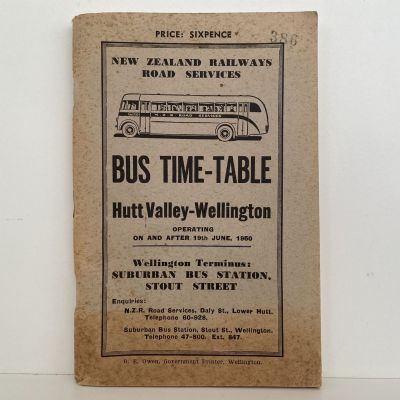 PRICE: SIXPENCE
386
NEW ZEALAND RAILWAYS
ROAD SERVICES
N Z R ROAD SERVICES
BUS TIME-TABLE
Hutt Valley-Wellington
OPERATING
ON AND AFTER 19th JUNE, 1950
Wellington Terminus:
SUBURBAN BUS STATION,
STOUT STREET
Enquiries:
N.Z.R. Road Services, Daly St., Lower Hutt.
Telephone 60-928.
Suburban Bus Station, Stout St., Wellington.
Telephone 47-800. Ext. 847.
R. E. Owen, Government Printer, Wellington.